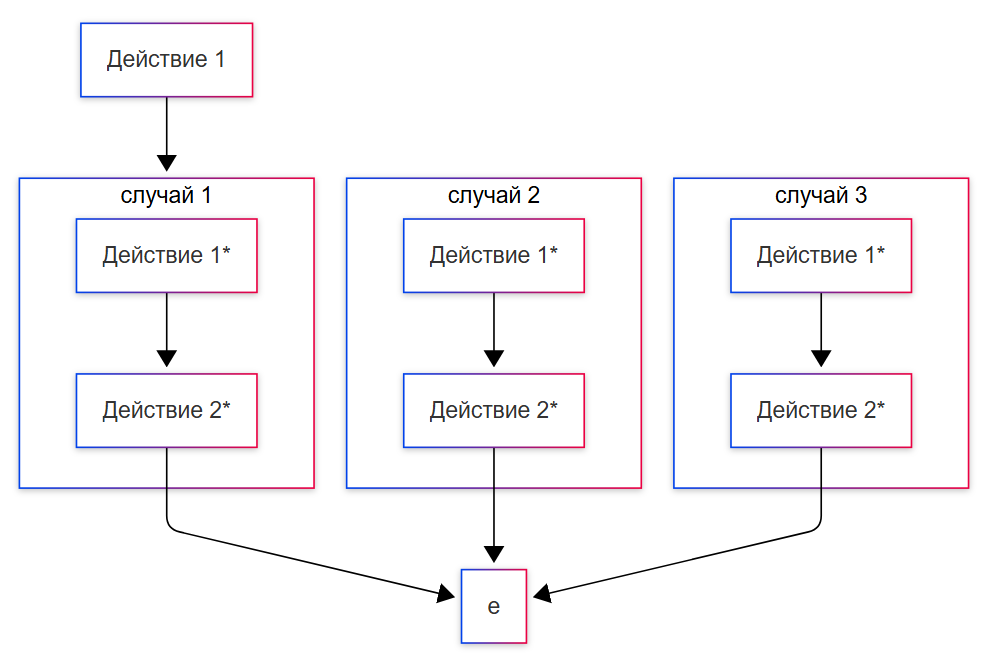 Действие 1
случай 1
случай 2
случай 3
Действие 1*
Действие 1*
Действие 1*
Действие 2*
Действие 2*
Действие 2*
e